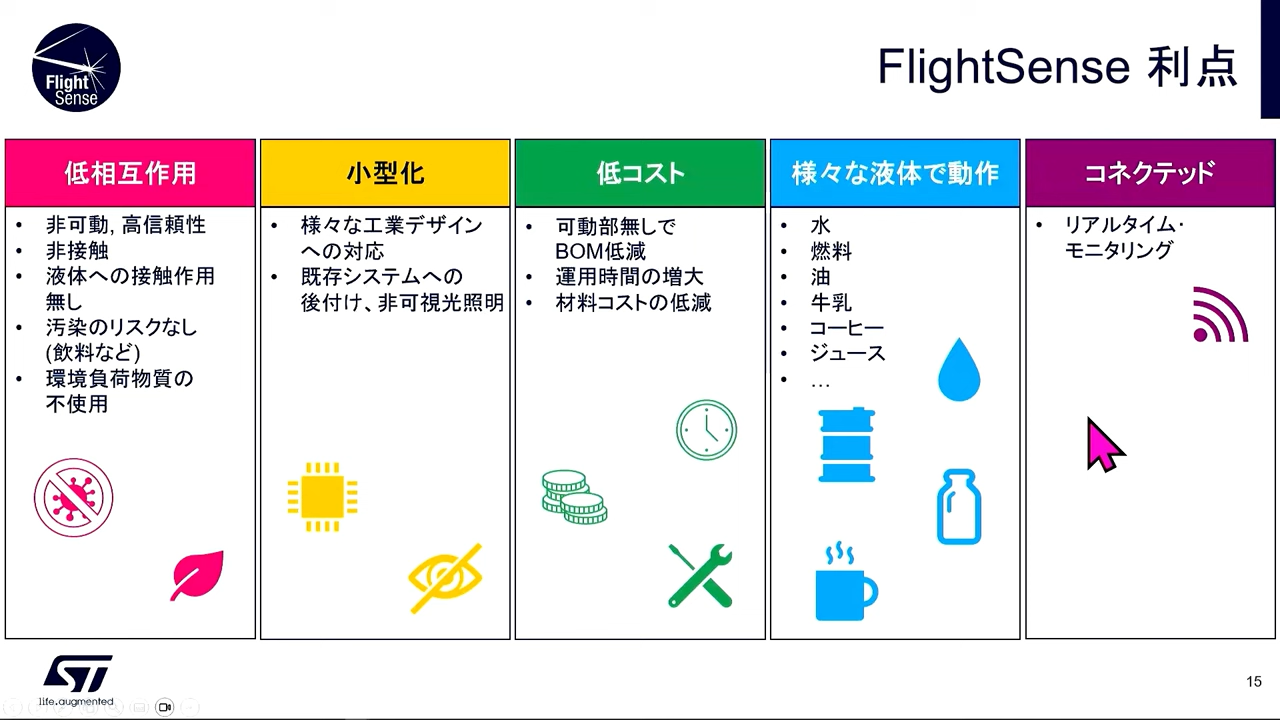 Flight
Sense
FlightSense 利点
低相互作用
• 非可動, 高信頼性
• 非接触
• 液体への接触作用
無し
• 汚染のリスクなし
(飲料など)
• 環境負荷物質の
不使用
小型化
• 様々な工業デザイン
への対応
• 既存システムへの
後付け、非可視光照明
低コスト
• 可動部無しで
BOM低減
• 運用時間の増大
• 材料コストの低減
様々な液体で動作
• 水
• 燃料
• 油
• 牛乳
• コーヒー
• ジュース
• …
コネクテッド
• リアルタイム・
モニタリング
ST
life.augmented
15